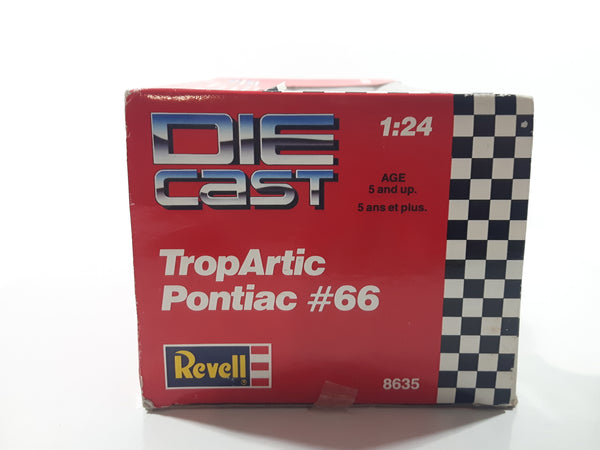 DIE
CAST
1:24
AGE
5 and up.
5 ans et plus.
TropArtic
Pontiac #66
Revell®
8635